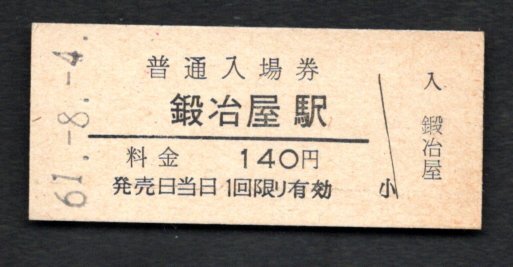 61.-8.-4.
普通入場券
鍛冶屋駅
料金 140円
発売日当日1回限り有効
小
入
鍛冶屋